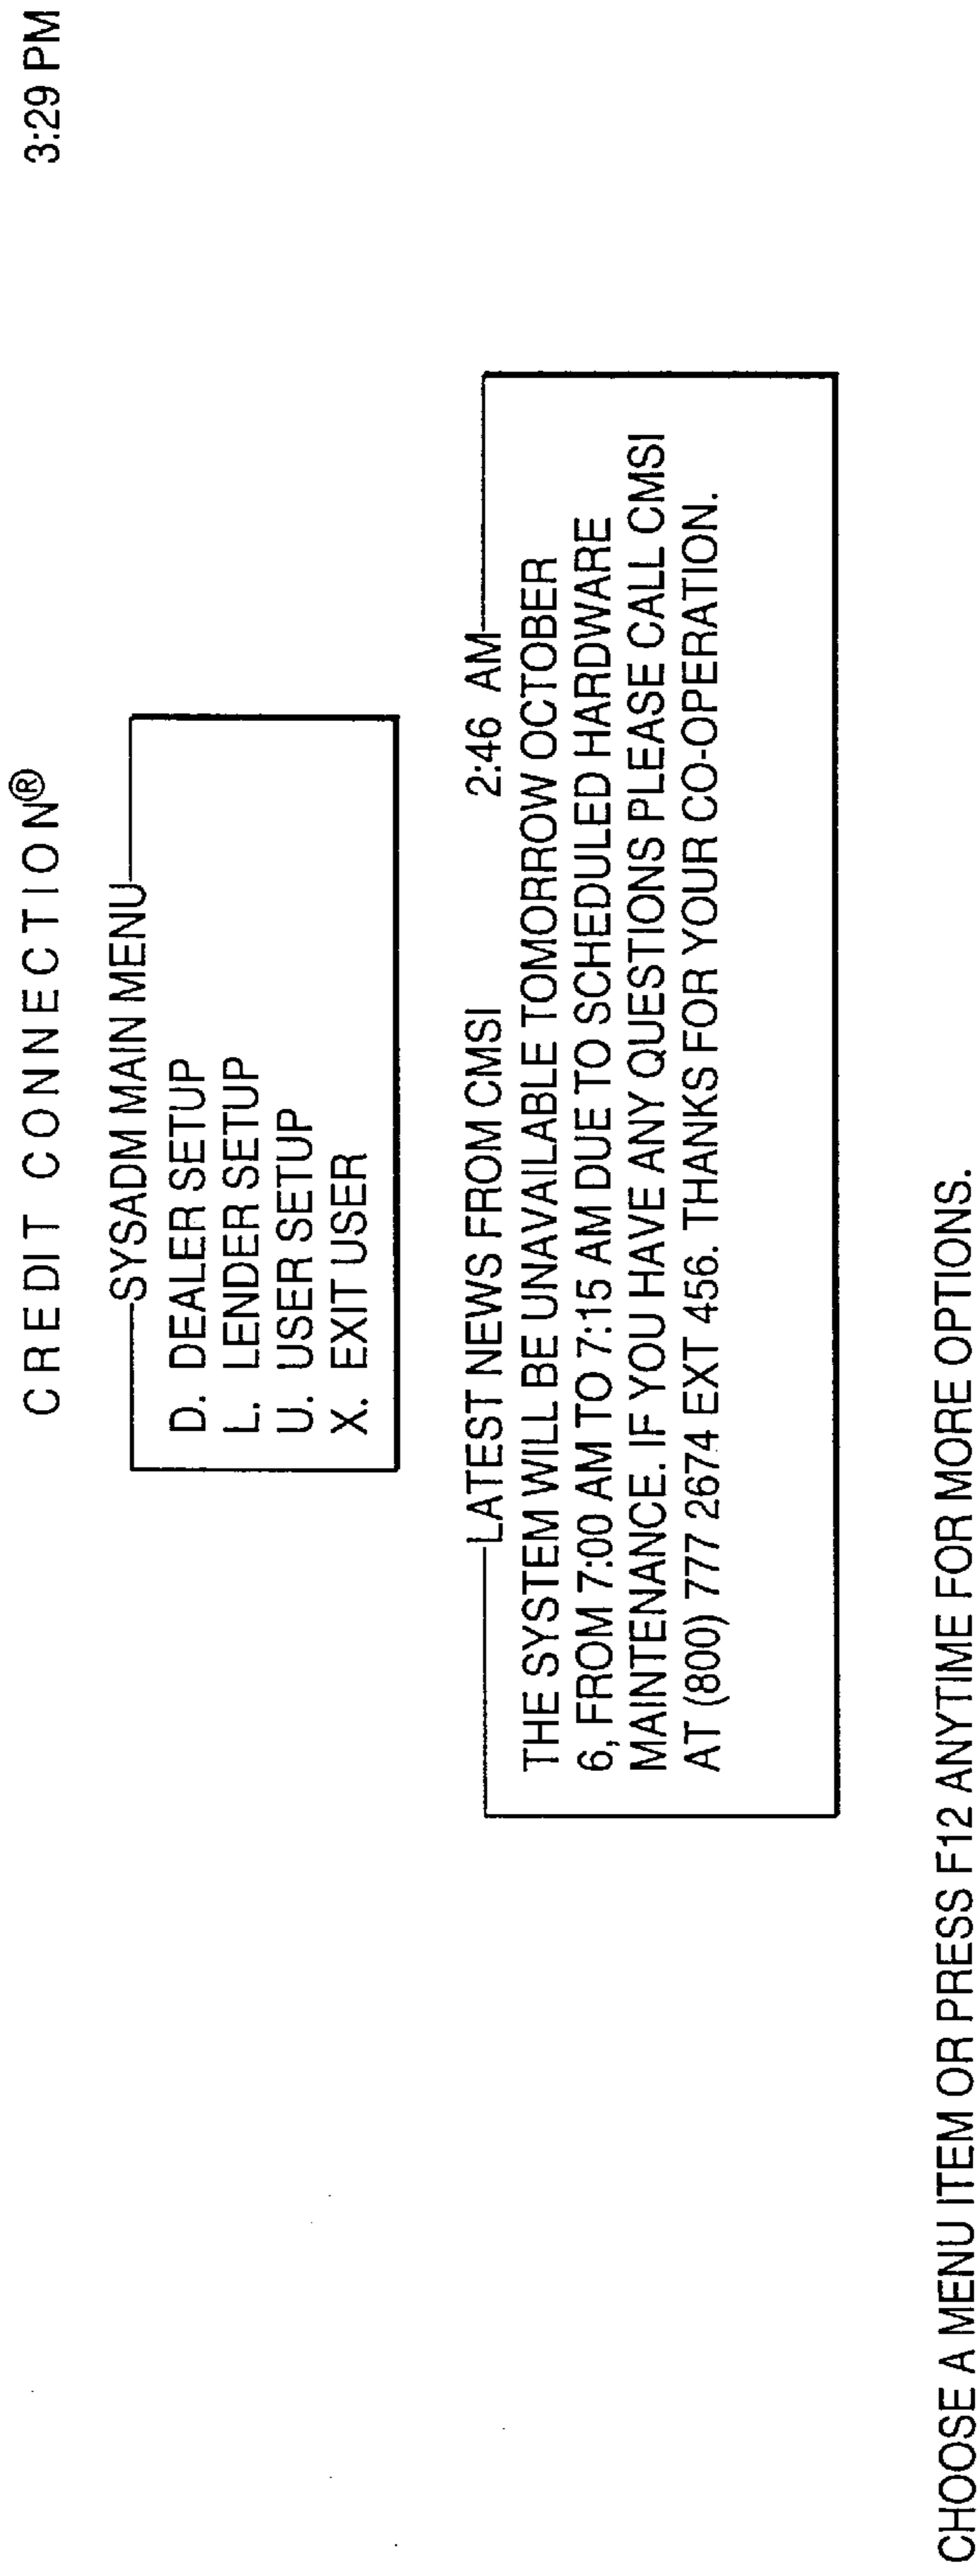 CREDIT CONNECTION® 3:29 PM
SYSADM MAIN MENU
D. DEALER SETUP
L. LENDER SETUP
U. USER SETUP
X. EXIT USER
LATEST NEWS FROM CMSI 2:46 AM
THE SYSTEM WILL BE UNAVAILABLE TOMORROW OCTOBER
6, FROM 7:00 AM TO 7:15 AM DUE TO SCHEDULED HARDWARE
MAINTENANCE. IF YOU HAVE ANY QUESTIONS PLEASE CALL CMSI
AT (800) 777 2674 EXT 456. THANKS FOR YOUR CO-OPERATION.
CHOOSE A MENU ITEM OR PRESS F12 ANYTIME FOR MORE OPTIONS.